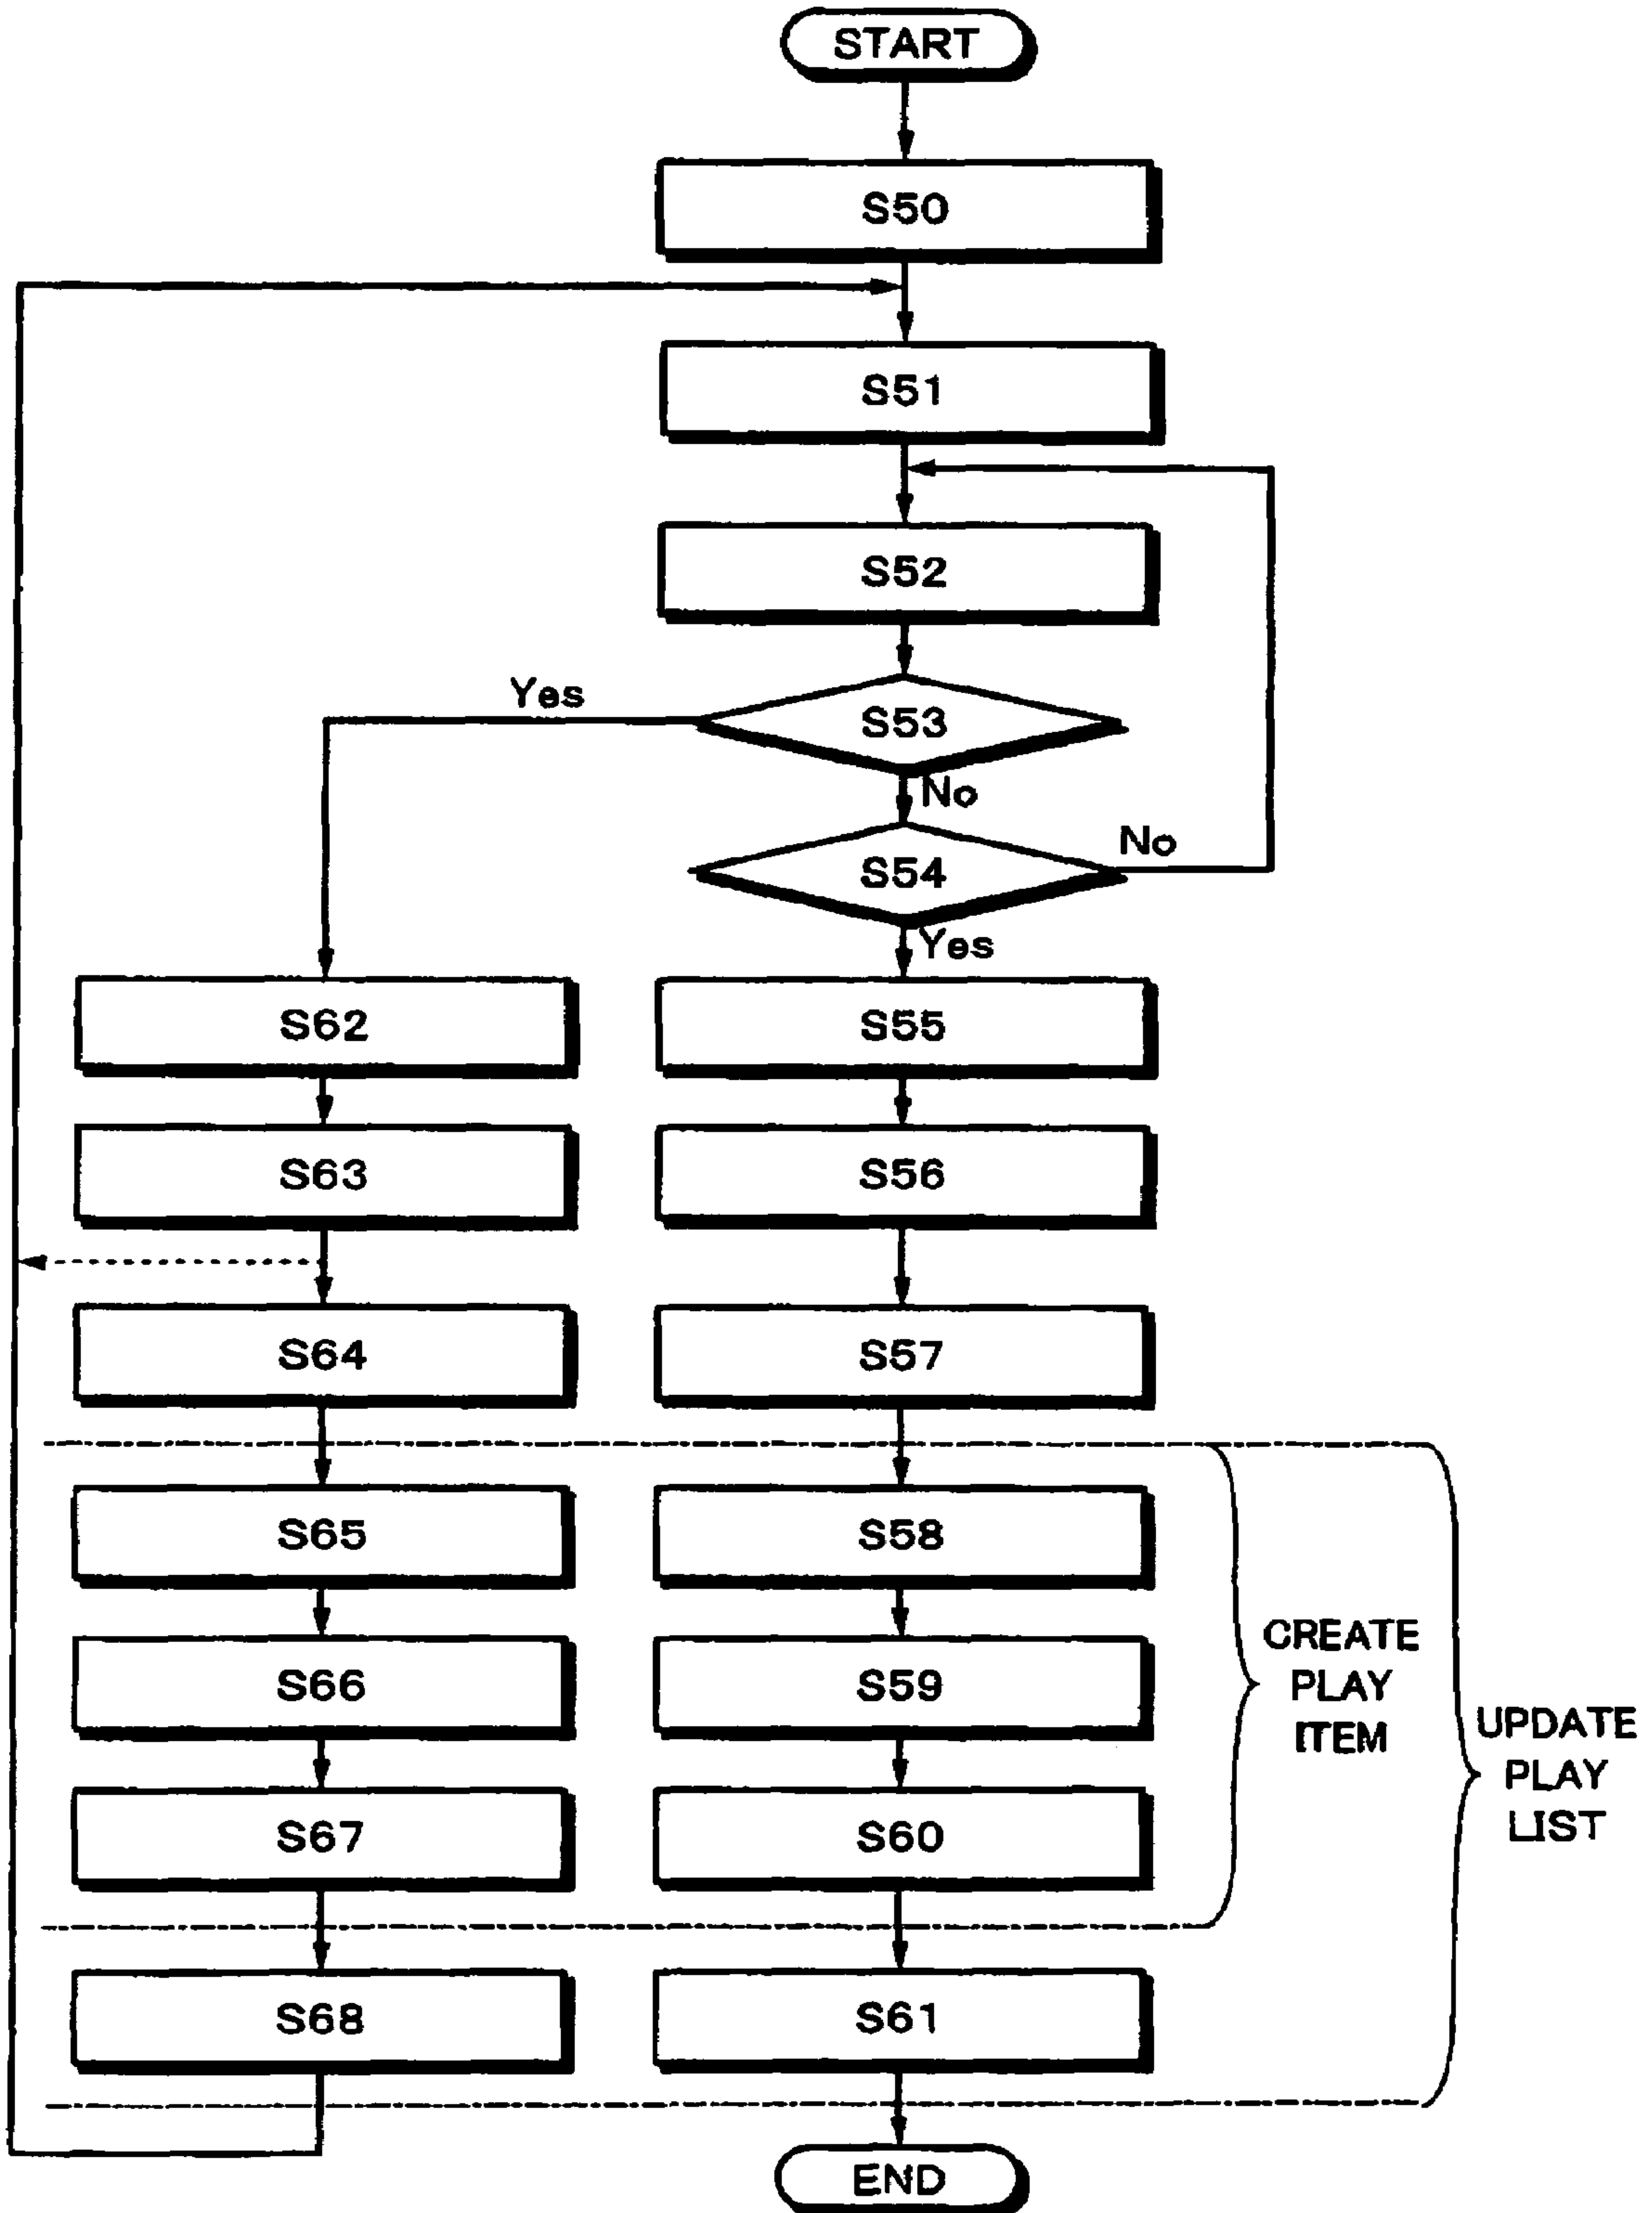 START
S50
S51
S52
Yes
S53
No
S54
No
Yes
S62
S55
S63
S56
S64
S57
S65
S58
S66
S59
S67
S60
CREATE
PLAY
ITEM
UPDATE
PLAY
LIST
S68
S61
END